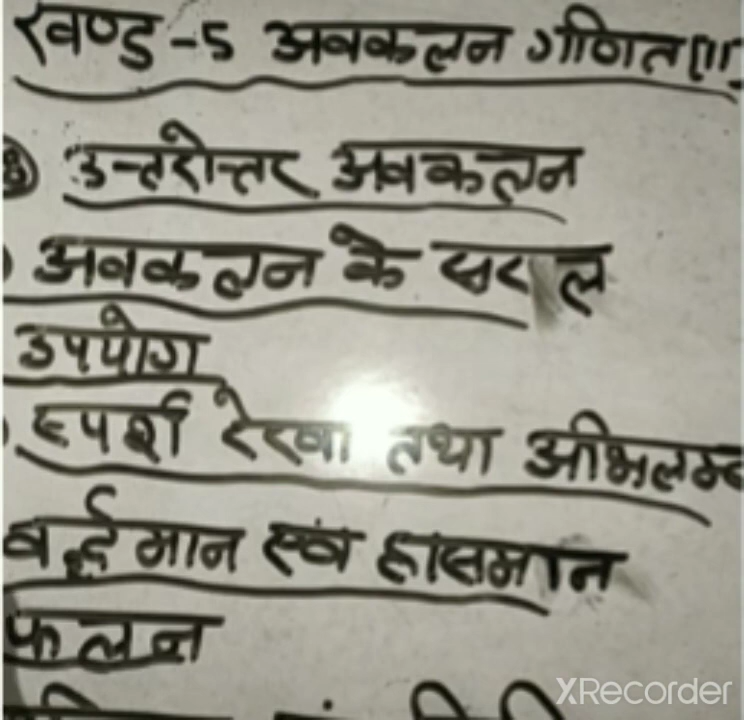 खण्ड-5 अवकलन गणित
उत्तरोत्तर अवकलन
अवकलन के सरल
उपयोग
स्पर्श रेखा तथा अभिलम्ब
वर्द्धमान एवं ह्रासमान
फलन
XRecorder